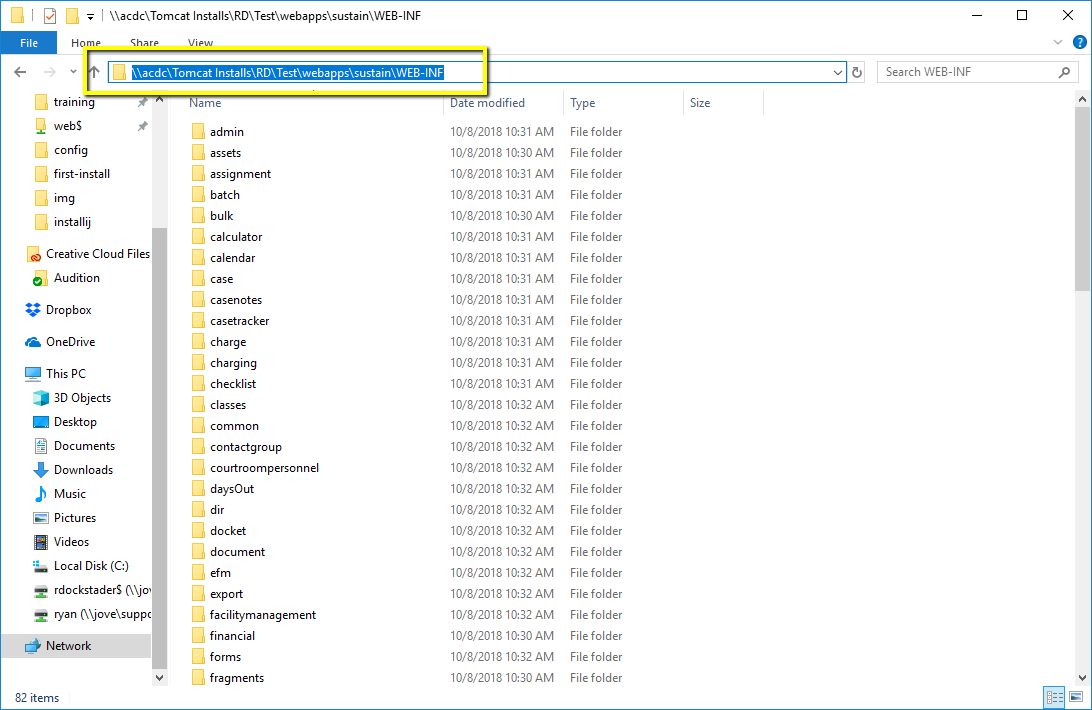 \\acdc\Tomcat Installs\RD\Test\webapps\sustain\WEB-INF
File Home Share View
\\acdc\Tomcat Installs\RD\Test\webapps\sustain\WEB-INF
Search WEB-INF
training
web$
config
first-install
img
installij
Creative Cloud Files
Audition
Dropbox
OneDrive
This PC
3D Objects
Desktop
Documents
Downloads
Music
Pictures
Videos
Local Disk (C:)
rdockstader$ (\\jov
ryan (\\jove\suppo
Network
Name Date modified Type Size
admin 10/8/2018 10:31 AM File folder
assets 10/8/2018 10:30 AM File folder
assignment 10/8/2018 10:31 AM File folder
batch 10/8/2018 10:31 AM File folder
bulk 10/8/2018 10:30 AM File folder
calculator 10/8/2018 10:31 AM File folder
calendar 10/8/2018 10:31 AM File folder
case 10/8/2018 10:31 AM File folder
casenotes 10/8/2018 10:31 AM File folder
casetracker 10/8/2018 10:31 AM File folder
charge 10/8/2018 10:31 AM File folder
charging 10/8/2018 10:31 AM File folder
checklist 10/8/2018 10:31 AM File folder
classes 10/8/2018 10:32 AM File folder
common 10/8/2018 10:32 AM File folder
contactgroup 10/8/2018 10:32 AM File folder
courtroompersonnel 10/8/2018 10:32 AM File folder
daysOut 10/8/2018 10:32 AM File folder
dir 10/8/2018 10:32 AM File folder
docket 10/8/2018 10:32 AM File folder
document 10/8/2018 10:32 AM File folder
efm 10/8/2018 10:32 AM File folder
export 10/8/2018 10:32 AM File folder
facilitymanagement 10/8/2018 10:32 AM File folder
financial 10/8/2018 10:30 AM File folder
forms 10/8/2018 10:32 AM File folder
fragments 10/8/2018 10:30 AM File folder
82 items